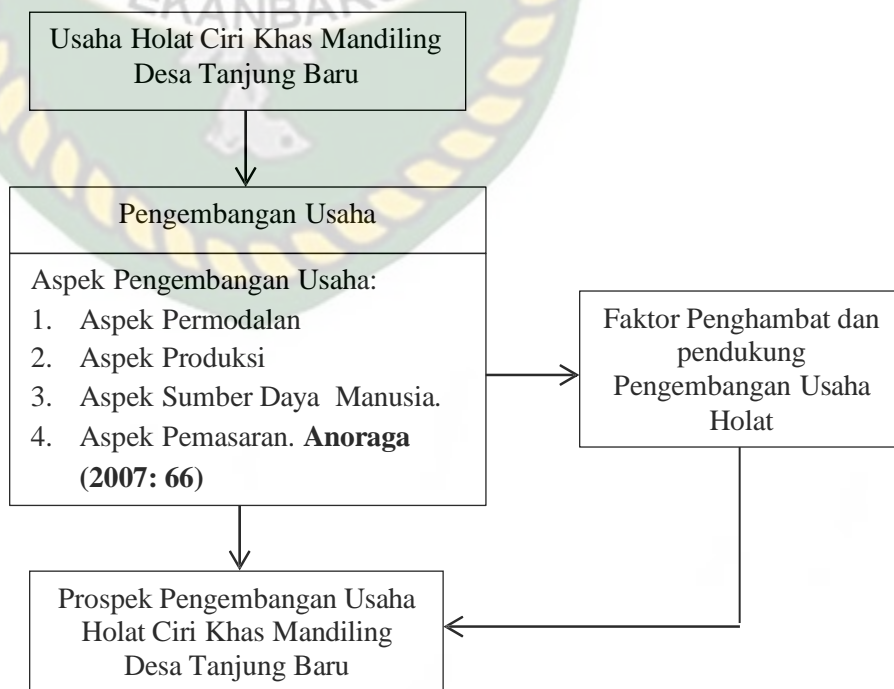 EKANBARU
Usaha Holat Ciri Khas Mandiling
Desa Tanjung Baru
Pengembangan Usaha
Aspek Pengembangan Usaha:
1. Aspek Permodalan
2. Aspek Produksi
3. Aspek Sumber Daya Manusia.
4. Aspek Pemasaran. Anoraga
(2007: 66)
Faktor Penghambat dan
pendukung
Pengembangan Usaha
Holat
Prospek Pengembangan Usaha
Holat Ciri Khas Mandiling
Desa Tanjung Baru